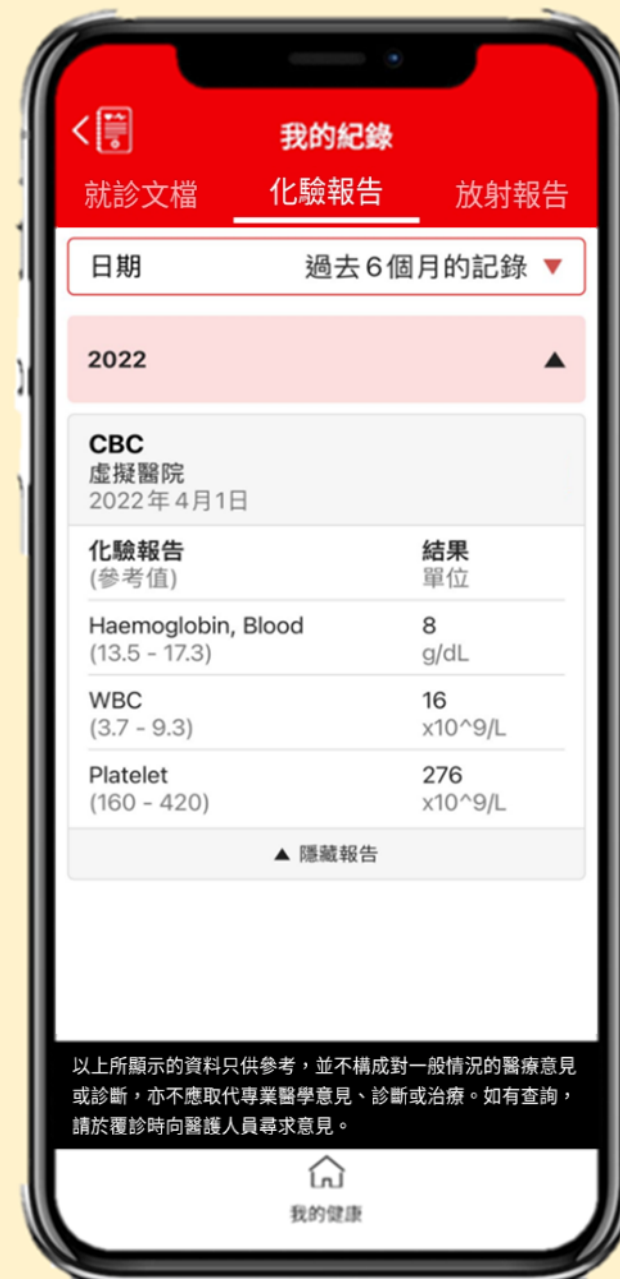 我的紀錄
就診文檔 化驗報告 放射報告
日期 過去6個月的記錄 ▼
2022 ▲
CBC
虛擬醫院
2022年4月1日
化驗報告 結果
(參考值) 單位
Haemoglobin, Blood 8
(13.5 - 17.3) g/dL
WBC 16
(3.7 - 9.3) x10^9/L
Platelet 276
(160 - 420) x10^9/L
▲ 隱藏報告
以上所顯示的資料只供參考，並不構成對一般情況的醫療意見
或診斷，亦不應取代專業醫學意見、診斷或治療。如有查詢，
請於覆診時向醫護人員尋求意見。
我的健康